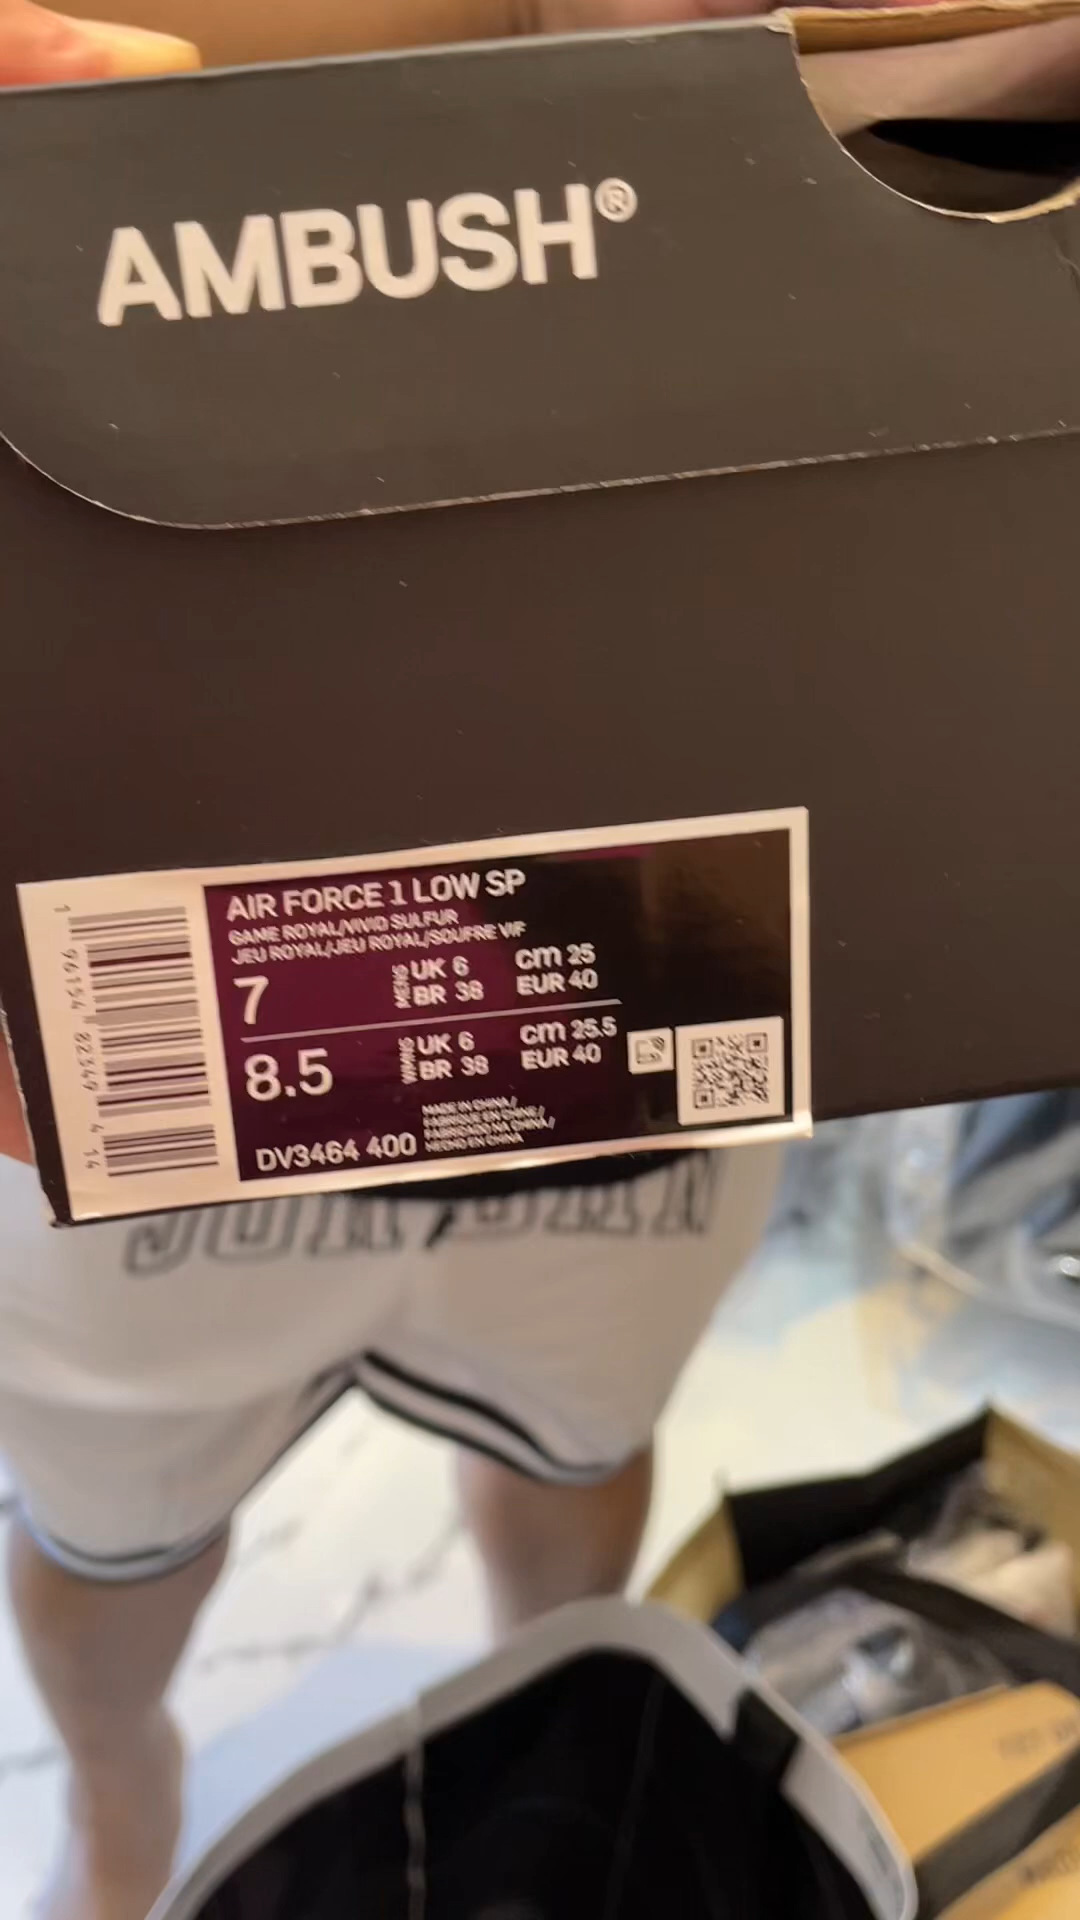 AMBUSH®
AIR FORCE 1 LOW SP
GAME ROYAL/VIVID SULFUR
JEU ROYAL/JEU ROYAL/SOUFRE VIF
7 MENS UK 6 cm 25
BR 38 EUR 40
8.5 WMNS UK 6 cm 25.5
BR 38 EUR 40
MADE IN CHINA/
FABRIQUÉ EN CHINE/
FABRICADO NA CHINA/
HECHO EN CHINA
DV3464 400
JORDAN